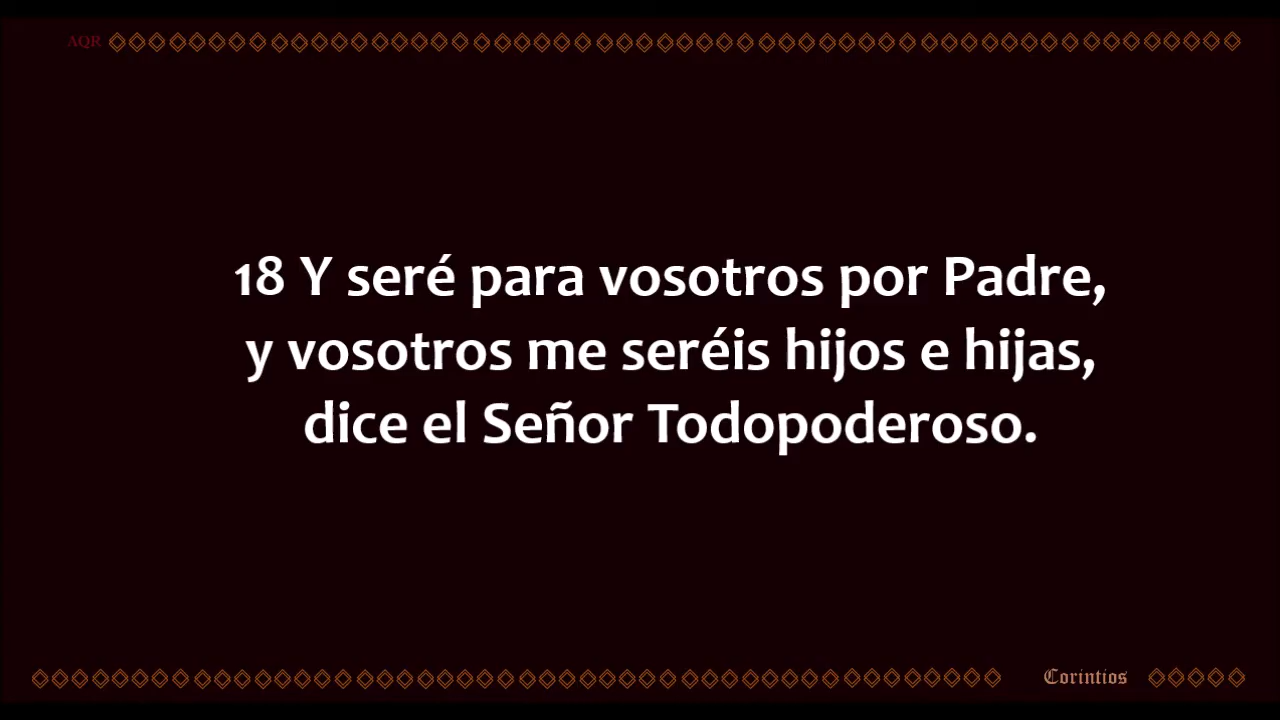 AQR
18 Y seré para vosotros por Padre,
y vosotros me seréis hijos e hijas,
dice el Señor Todopoderoso.
Corintios